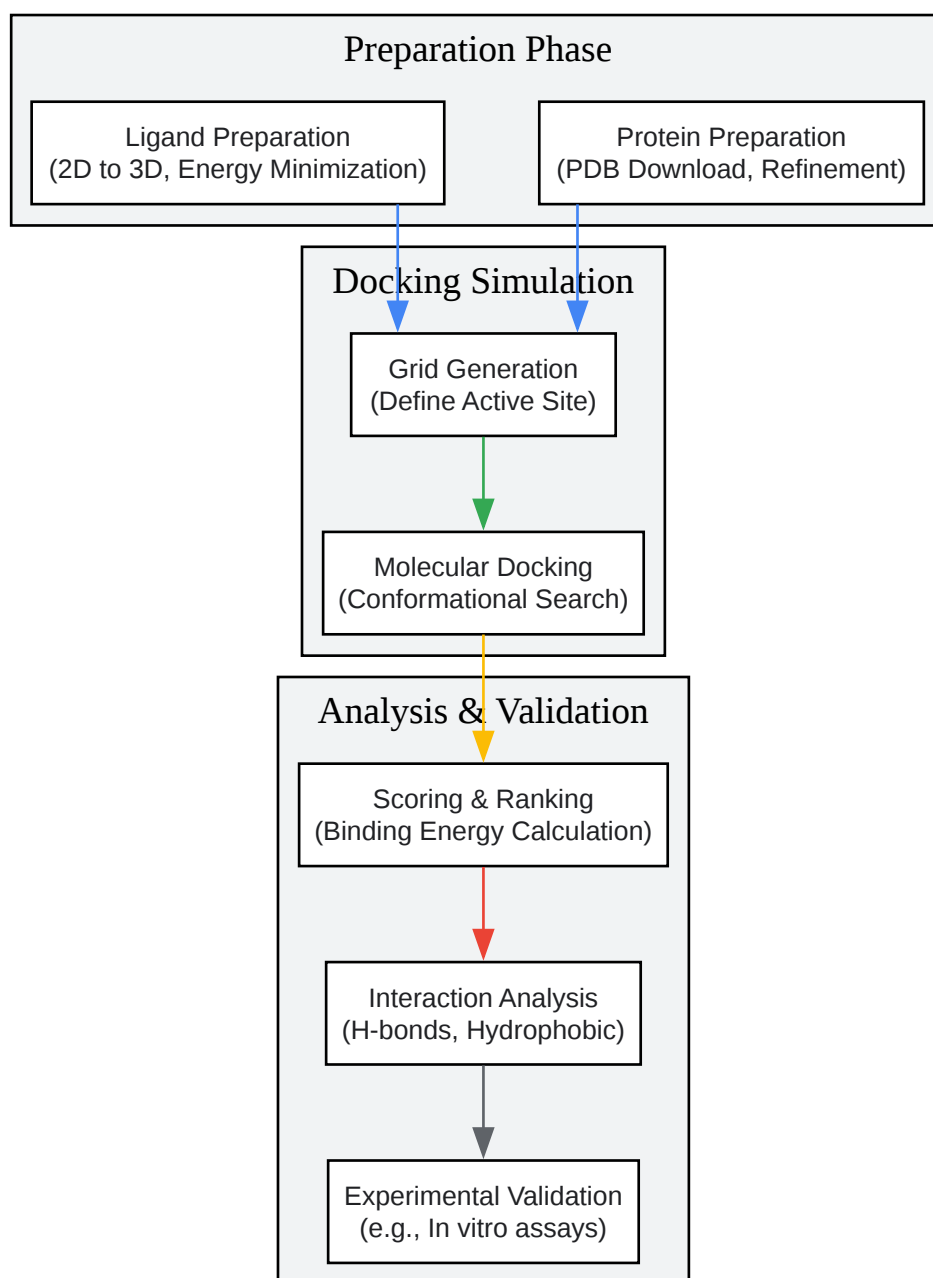 Preparation Phase
Ligand Preparation
(2D to 3D, Energy Minimization)
Protein Preparation
(PDB Download, Refinement)
Docking Simulation
Grid Generation
(Define Active Site)
Molecular Docking
(Conformational Search)
Analysis & Validation
Scoring & Ranking
(Binding Energy Calculation)
Interaction Analysis
(H-bonds, Hydrophobic)
Experimental Validation
(e.g., In vitro assays)